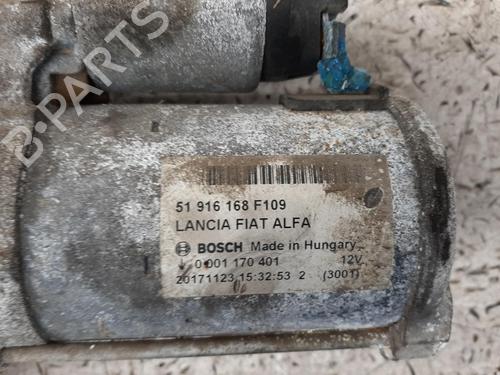 B-PARTS
51 916 168 F109
LANCIA FIAT ALFA
BOSCH Made in Hungary
0 001 170 401 12V
20171123 15:32:53 2 (3001)